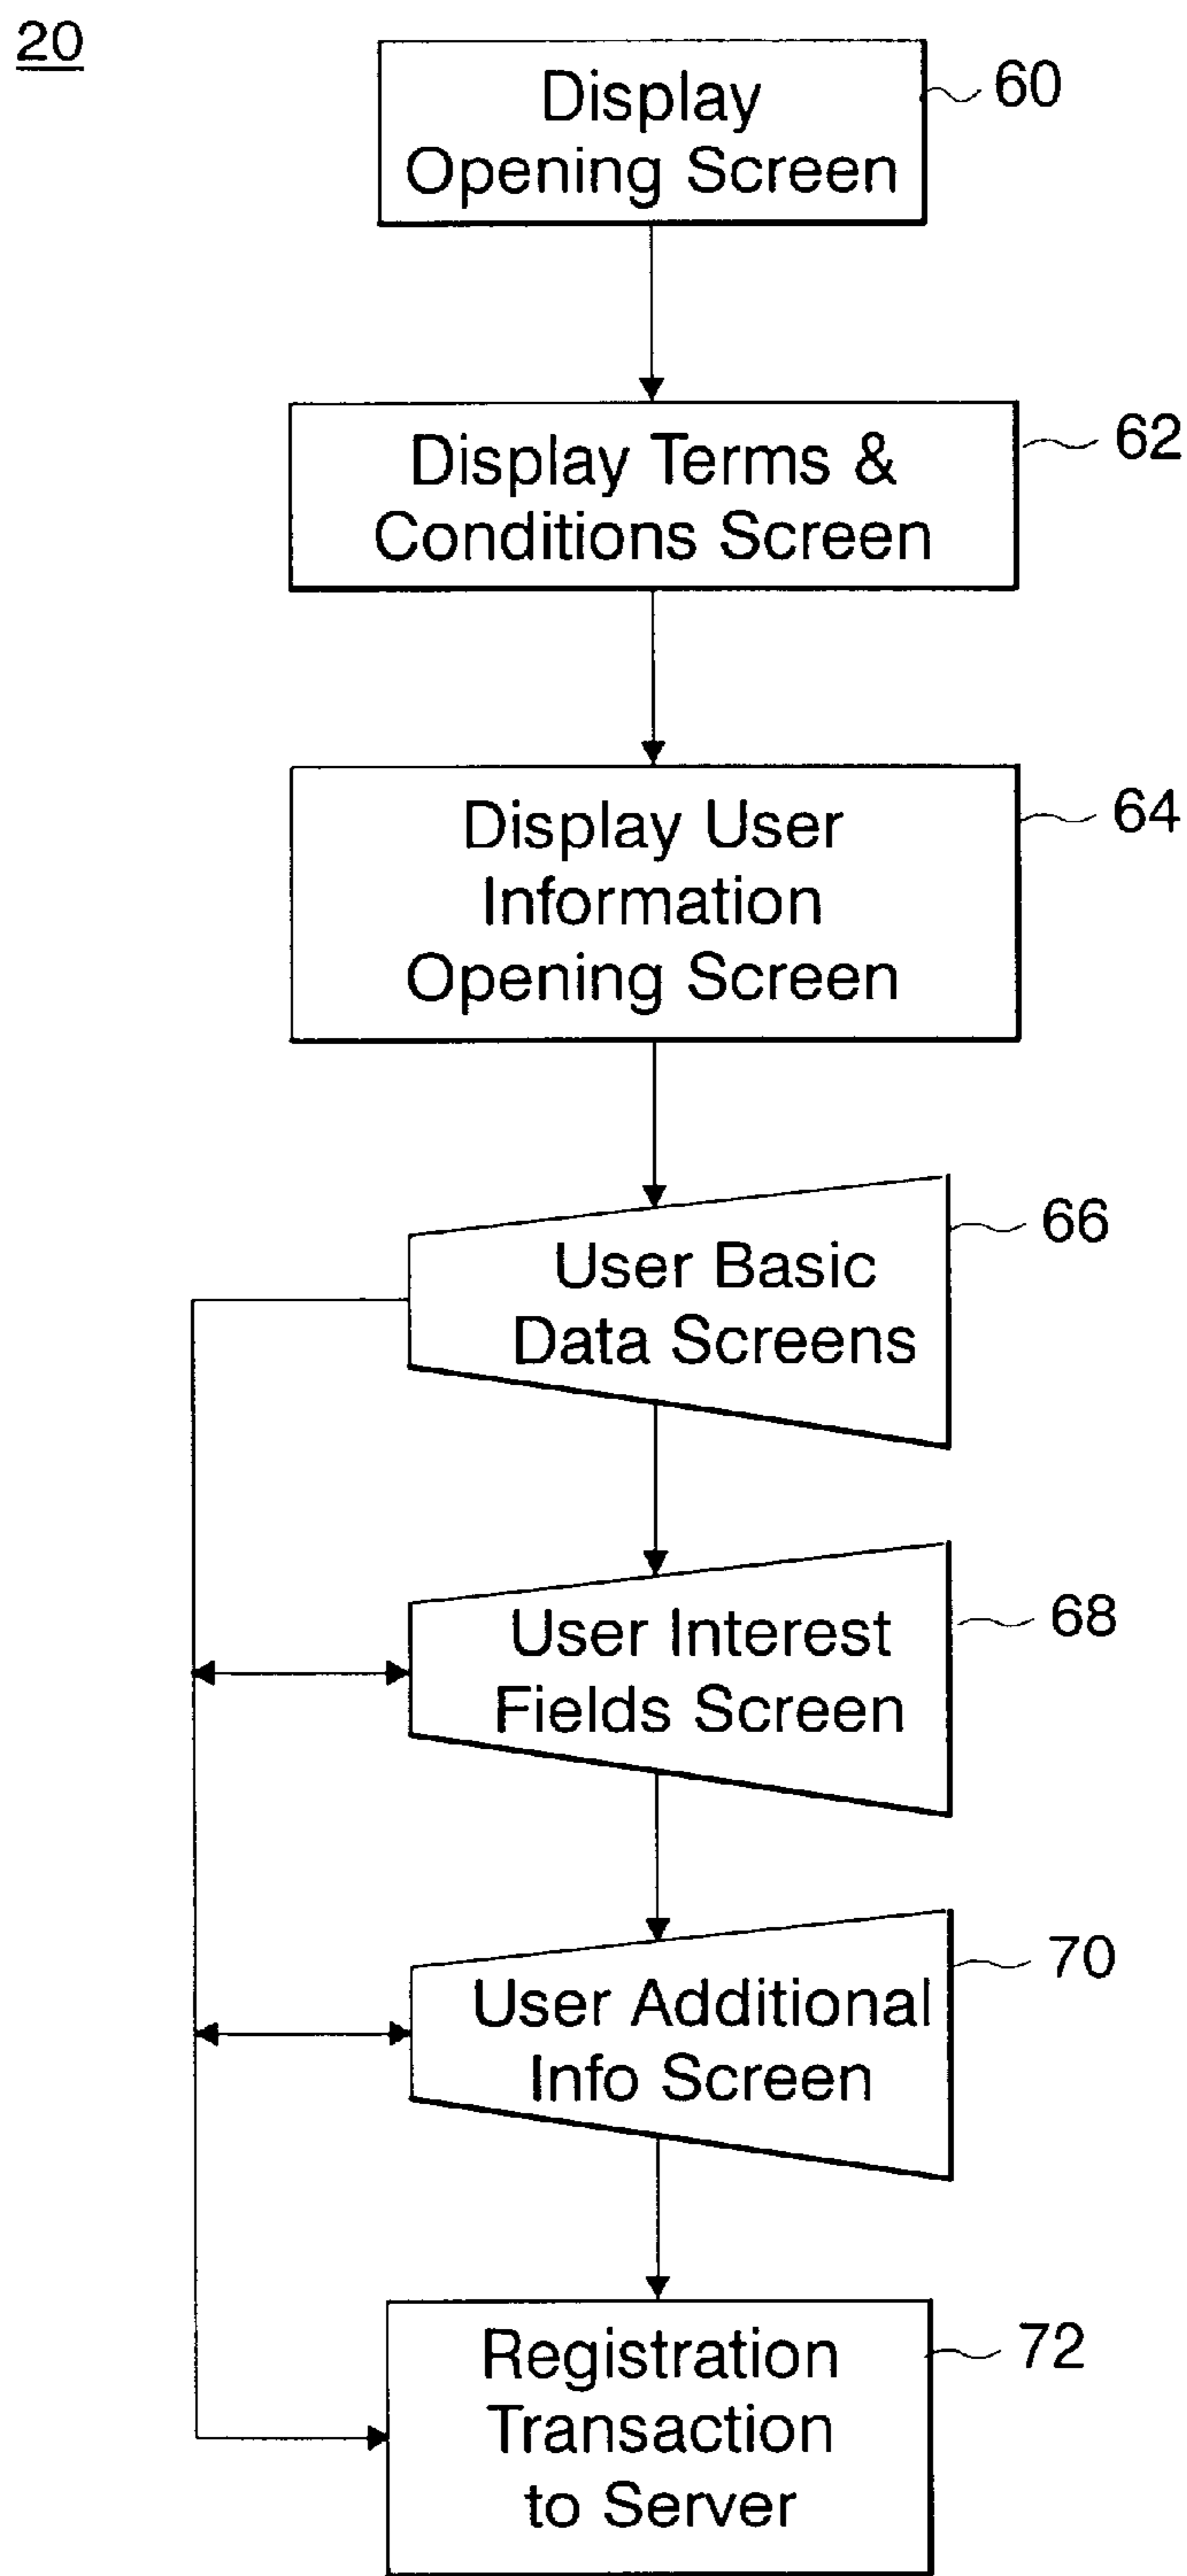 20
Display
Opening Screen
60
Display Terms &
Conditions Screen
62
Display User
Information
Opening Screen
64
User Basic
Data Screens
66
User Interest
Fields Screen
68
User Additional
Info Screen
70
Registration
Transaction
to Server
72